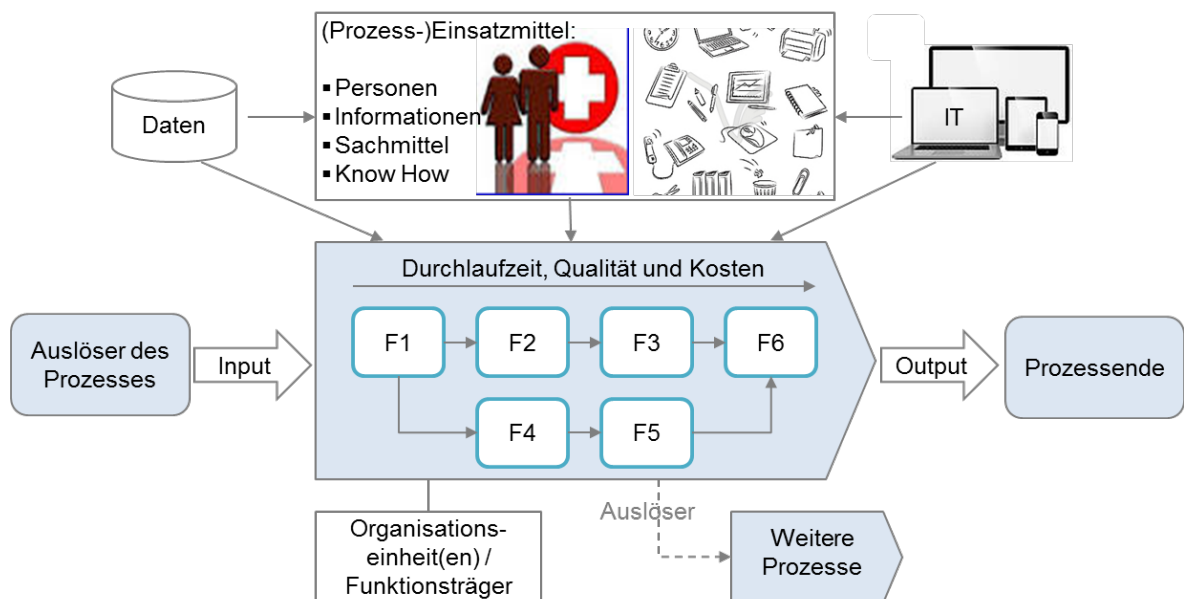 (Prozess-)Einsatzmittel:
▪Personen
▪Informationen
▪Sachmittel
▪Know How
Daten
IT
Durchlaufzeit, Qualität und Kosten
F1
F2
F3
F6
F4
F5
Auslöser des
Prozesses
Input
Output
Prozessende
Organisations-
einheit(en) /
Funktionsträger
Auslöser
Weitere
Prozesse